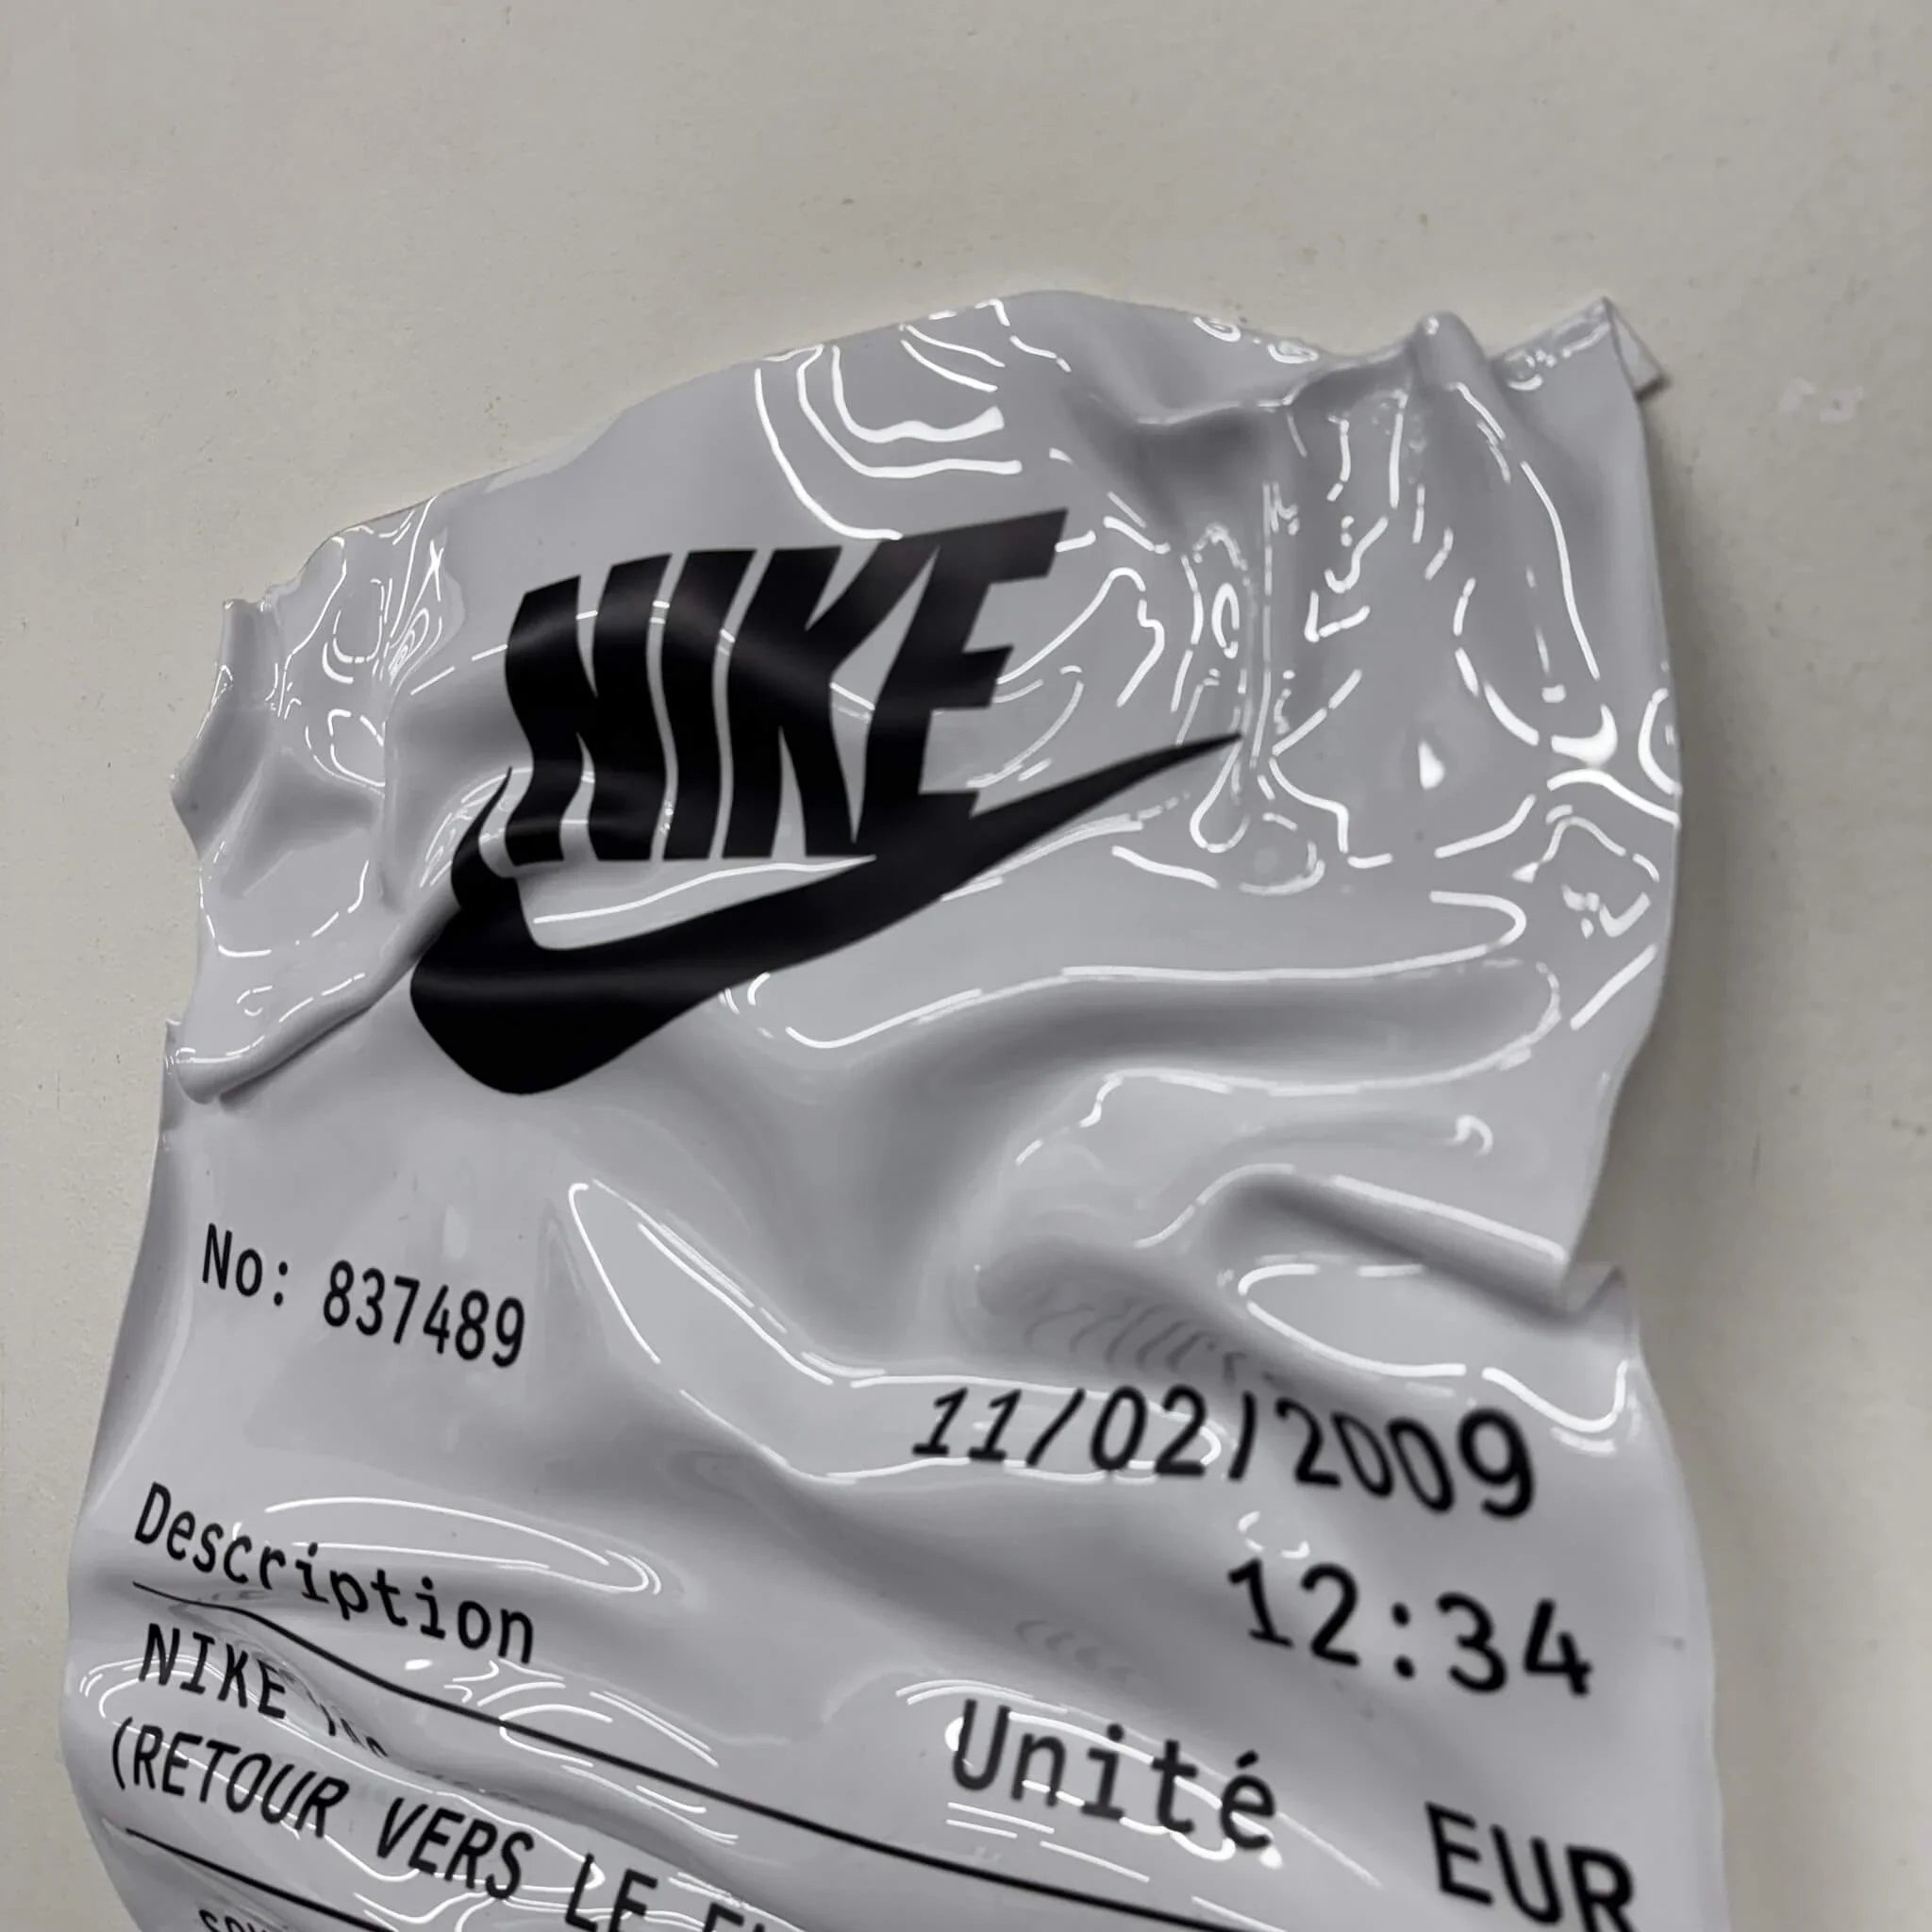 NIKE
No: 837489
11/02/2009
12:34
Description
Unité
EUR
NIKE
(RETOUR VERS LE